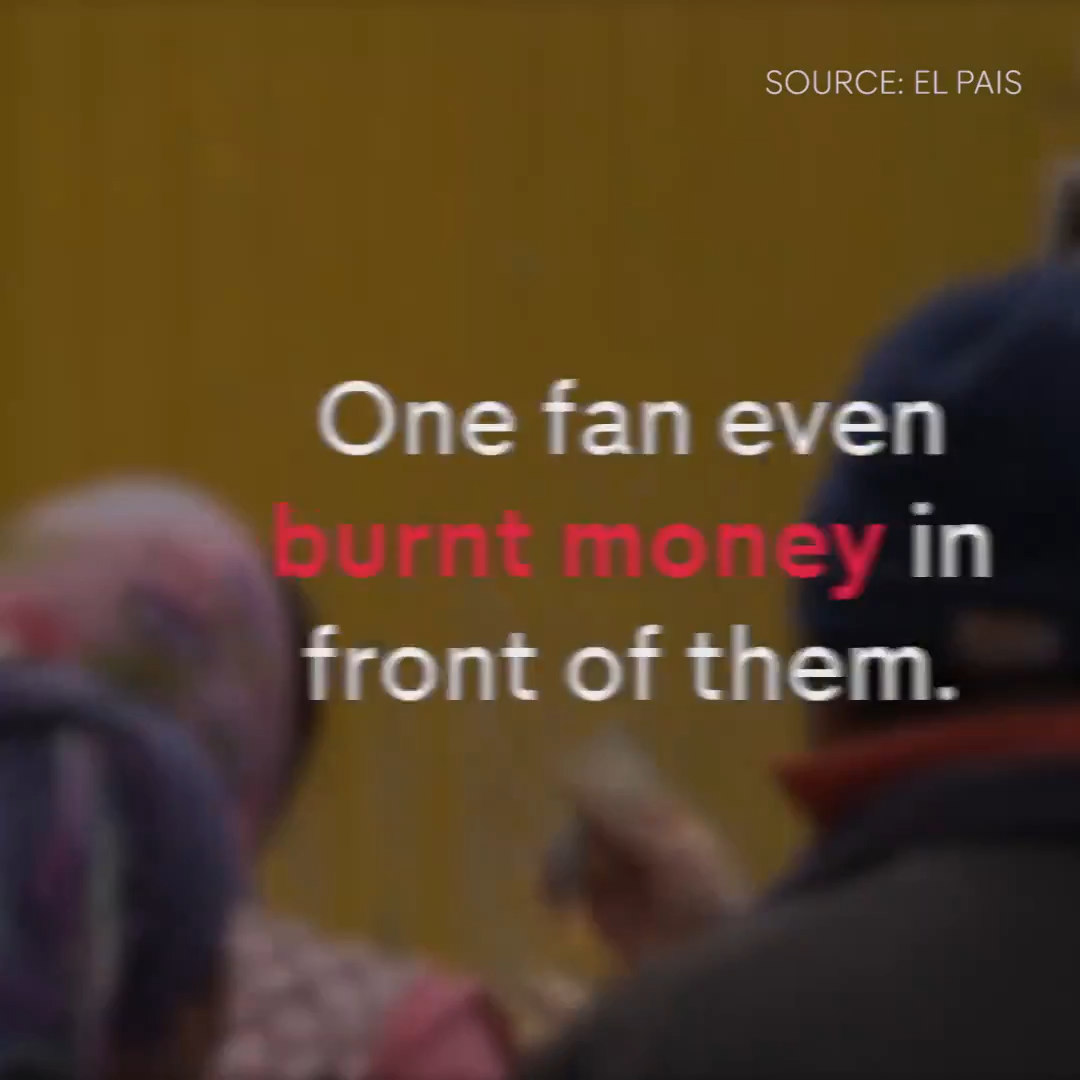 SOURCE: EL PAIS
One fan even
burnt money in
front of them.